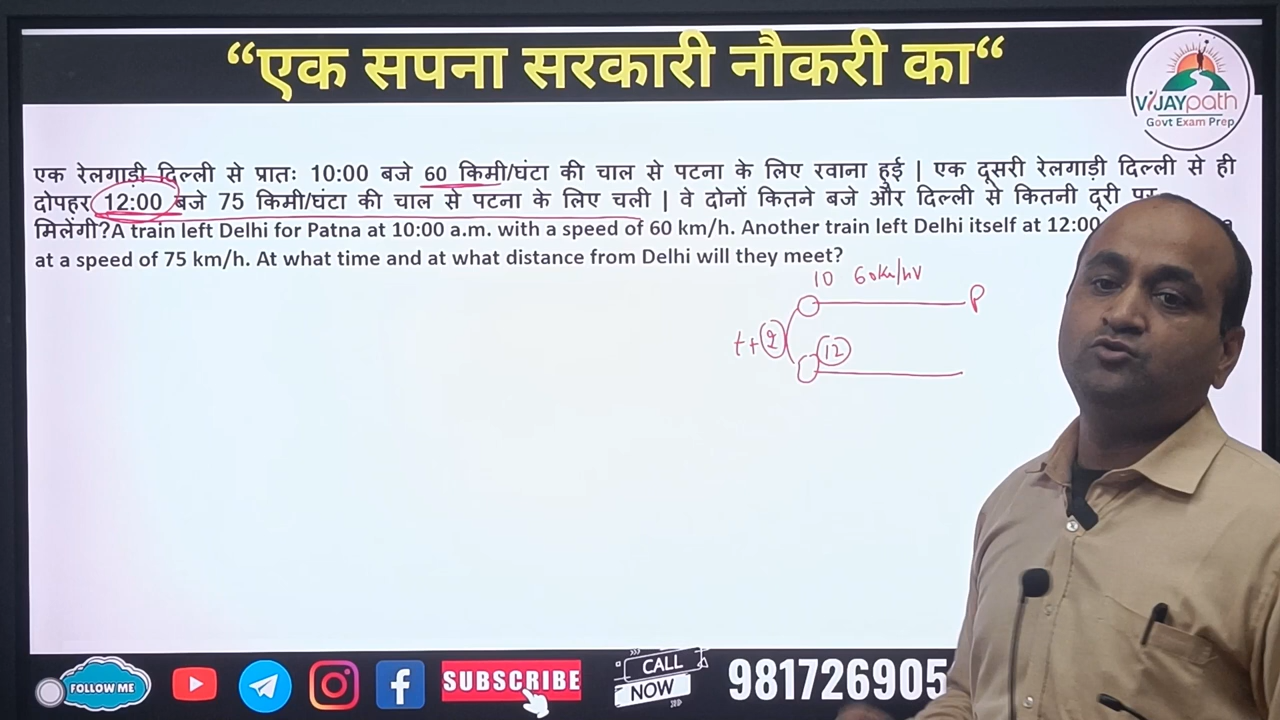 “एक सपना सरकारी नौकरी का“
ViJAYpath
Govt Exam Prep
एक रेलगाड़ी दिल्ली से प्रातः 10:00 बजे 60 किमी/घंटा की चाल से पटना के लिए रवाना हुई | एक दूसरी रेलगाड़ी दिल्ली से ही
दोपहर 12:00 बजे 75 किमी/घंटा की चाल से पटना के लिए चली | वे दोनों कितने बजे और दिल्ली से कितनी दूरी पर
मिलेंगी?A train left Delhi for Patna at 10:00 a.m. with a speed of 60 km/h. Another train left Delhi itself at 12:00
at a speed of 75 km/h. At what time and at what distance from Delhi will they meet?
10 60km/hr
P
t+2
12
FOLLOW ME
SUBSCRIBE
CALL
NOW
981726905